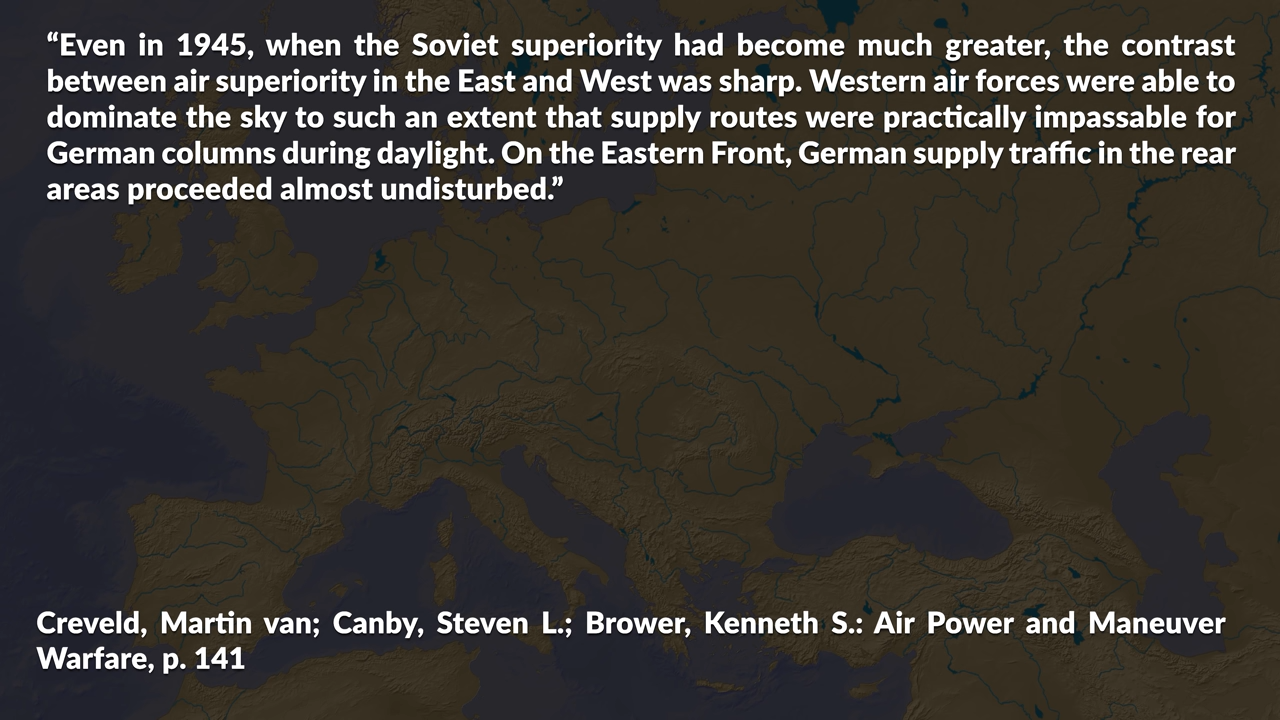 “Even in 1945, when the Soviet superiority had become much greater, the contrast
between air superiority in the East and West was sharp. Western air forces were able to
dominate the sky to such an extent that supply routes were practically impassable for
German columns during daylight. On the Eastern Front, German supply traffic in the rear
areas proceeded almost undisturbed.”
Creveld, Martin van; Canby, Steven L.; Brower, Kenneth S.: Air Power and Maneuver
Warfare, p. 141